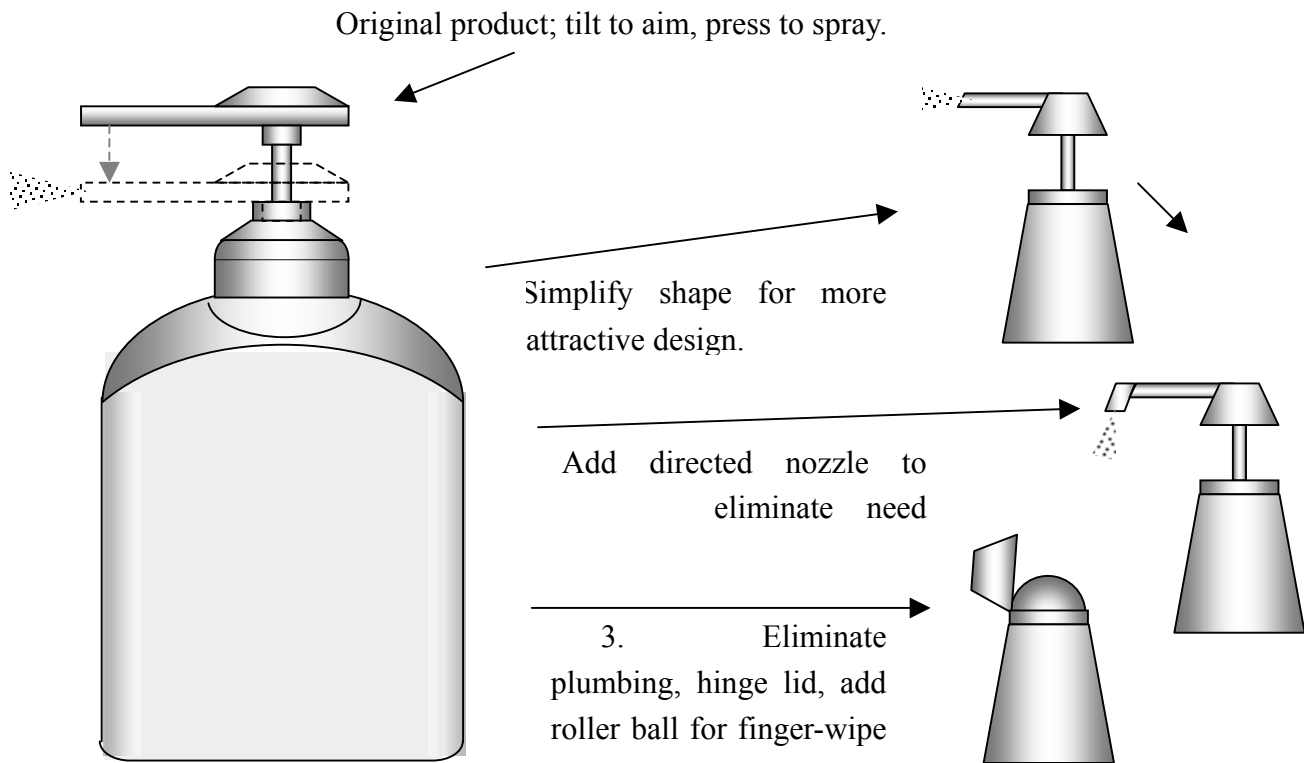 Original product; tilt to aim, press to spray.
Simplify shape for more
attractive design.
Add directed nozzle to
eliminate need
3. Eliminate
plumbing, hinge lid, add
roller ball for finger-wipe